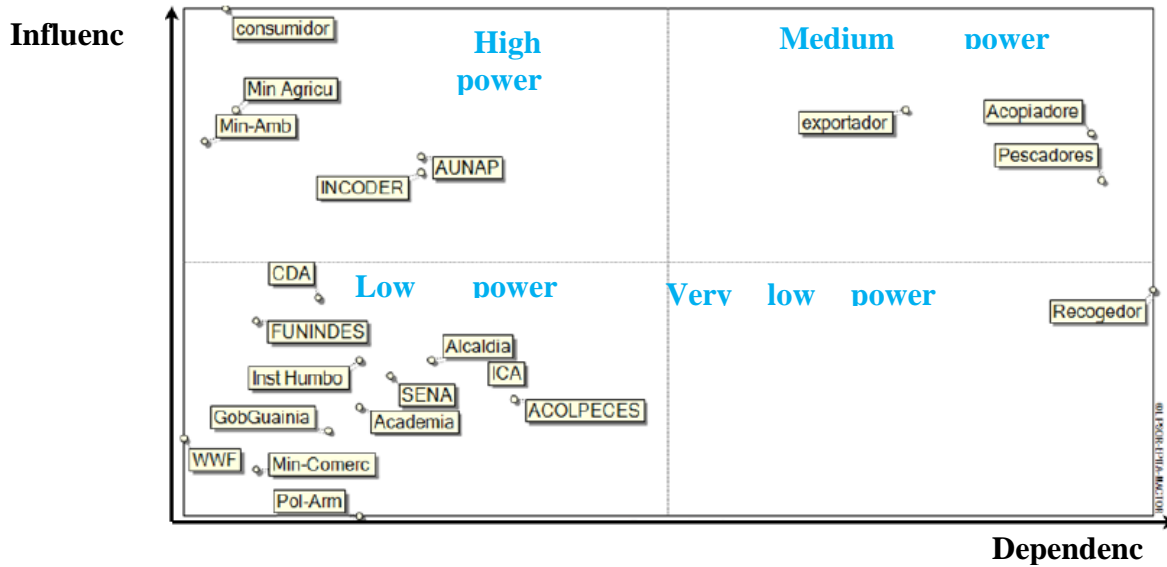 Influenc
consumidor
High
power
Medium power
Min Agricu
Min-Amb
exportador
Acopiadore
Pescadores
AUNAP
INCODER
CDA
Low power
Very low power
Recogedor
FUNINDES
Alcaldia
Inst Humbo
ICA
SENA
ACOLPECES
GobGuainia
Academia
WWF
Min-Comerc
Pol-Arm
Dependenc